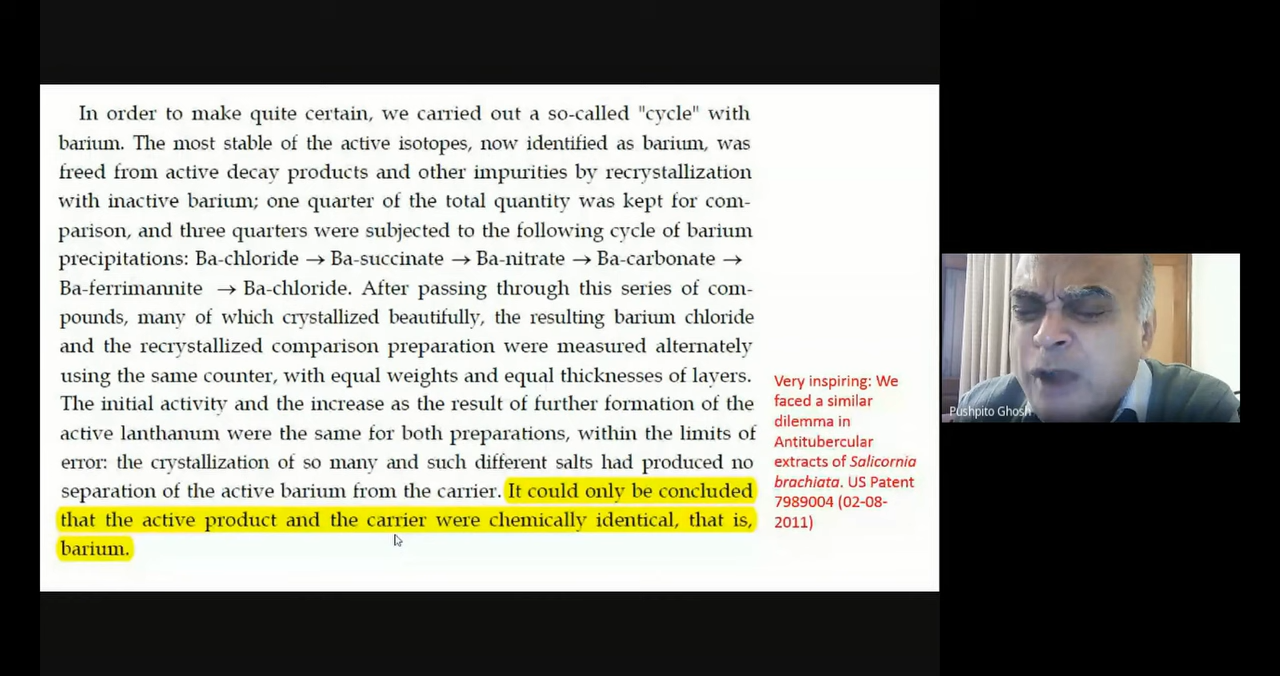 In order to make quite certain, we carried out a so-called "cycle" with
barium. The most stable of the active isotopes, now identified as barium, was
freed from active decay products and other impurities by recrystallization
with inactive barium; one quarter of the total quantity was kept for com-
parison, and three quarters were subjected to the following cycle of barium
precipitations: Ba-chloride → Ba-succinate → Ba-nitrate → Ba-carbonate →
Ba-ferrimannite → Ba-chloride. After passing through this series of com-
pounds, many of which crystallized beautifully, the resulting barium chloride
and the recrystallized comparison preparation were measured alternately
using the same counter, with equal weights and equal thicknesses of layers.
The initial activity and the increase as the result of further formation of the
active lanthanum were the same for both preparations, within the limits of
error: the crystallization of so many and such different salts had produced no
separation of the active barium from the carrier. It could only be concluded
that the active product and the carrier were chemically identical, that is,
barium.
Very inspiring: We
faced a similar
dilemma in
Antitubercular
extracts of Salicornia
brachiata. US Patent
7989004 (02-08-
2011)
Pushpito Ghosh